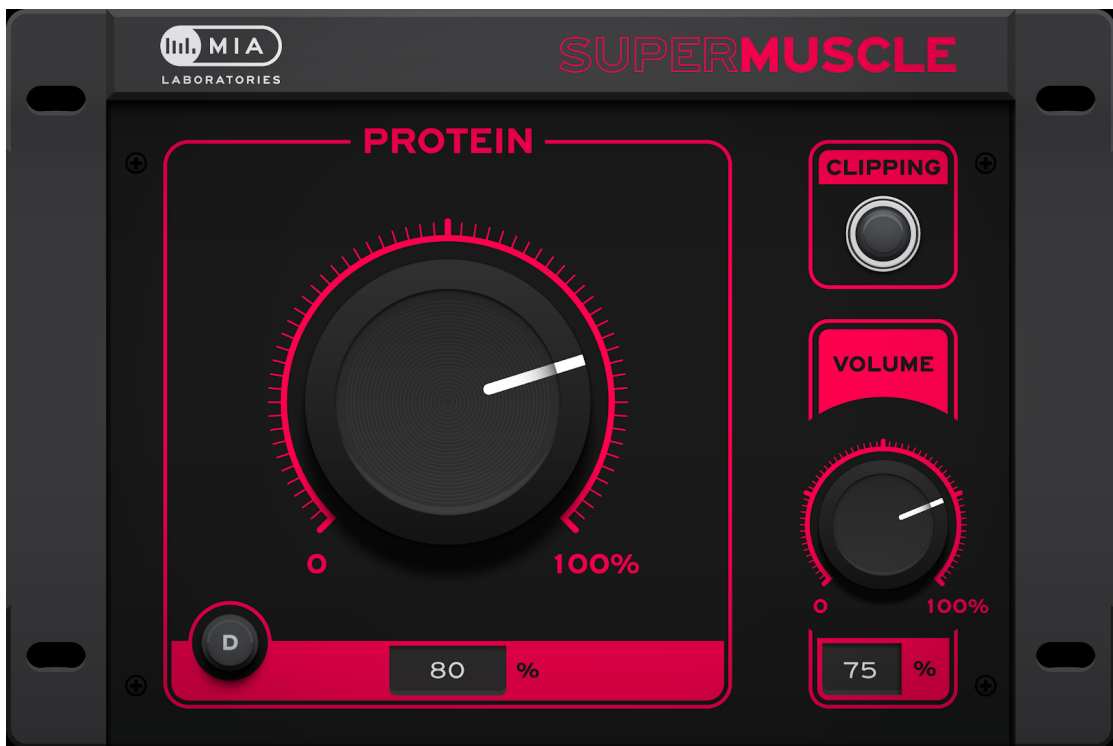 MIA
LABORATORIES
SUPERMUSCLE
PROTEIN
0
100%
D
80 %
CLIPPING
VOLUME
0
100%
75 %